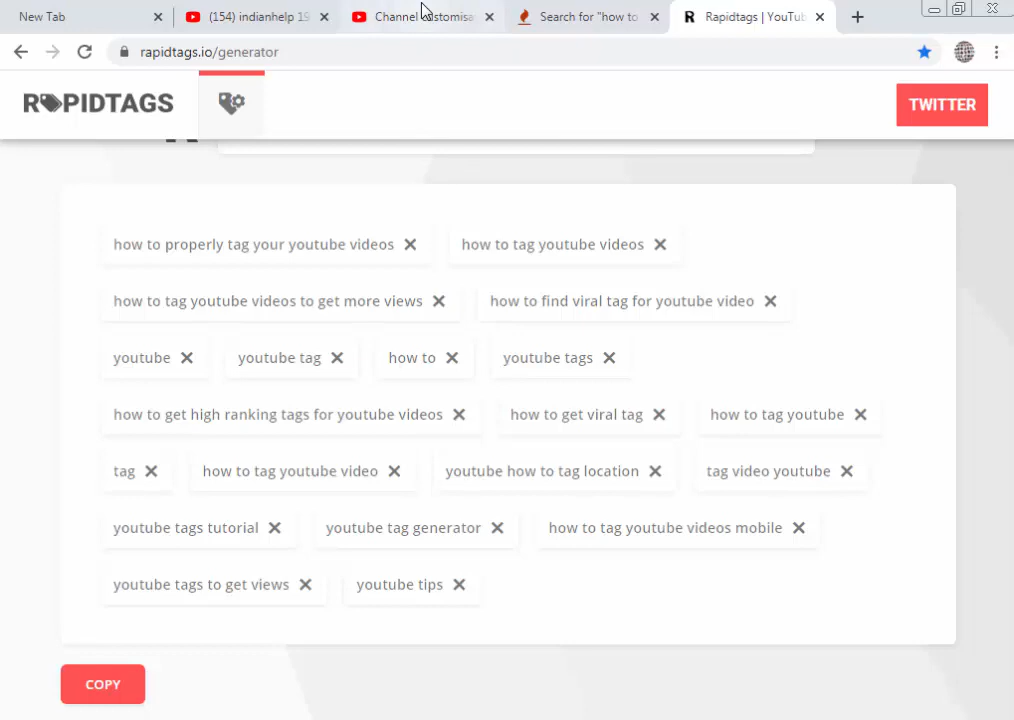 New Tab (154) indianhelp 19 Channel customisa Search for "how to Rapidtags | YouTub
rapidtags.io/generator
RAPIDTAGS TWITTER
how to properly tag your youtube videos how to tag youtube videos
how to tag youtube videos to get more views how to find viral tag for youtube video
youtube youtube tag how to youtube tags
how to get high ranking tags for youtube videos how to get viral tag how to tag youtube
tag how to tag youtube video youtube how to tag location tag video youtube
youtube tags tutorial youtube tag generator how to tag youtube videos mobile
youtube tags to get views youtube tips
COPY